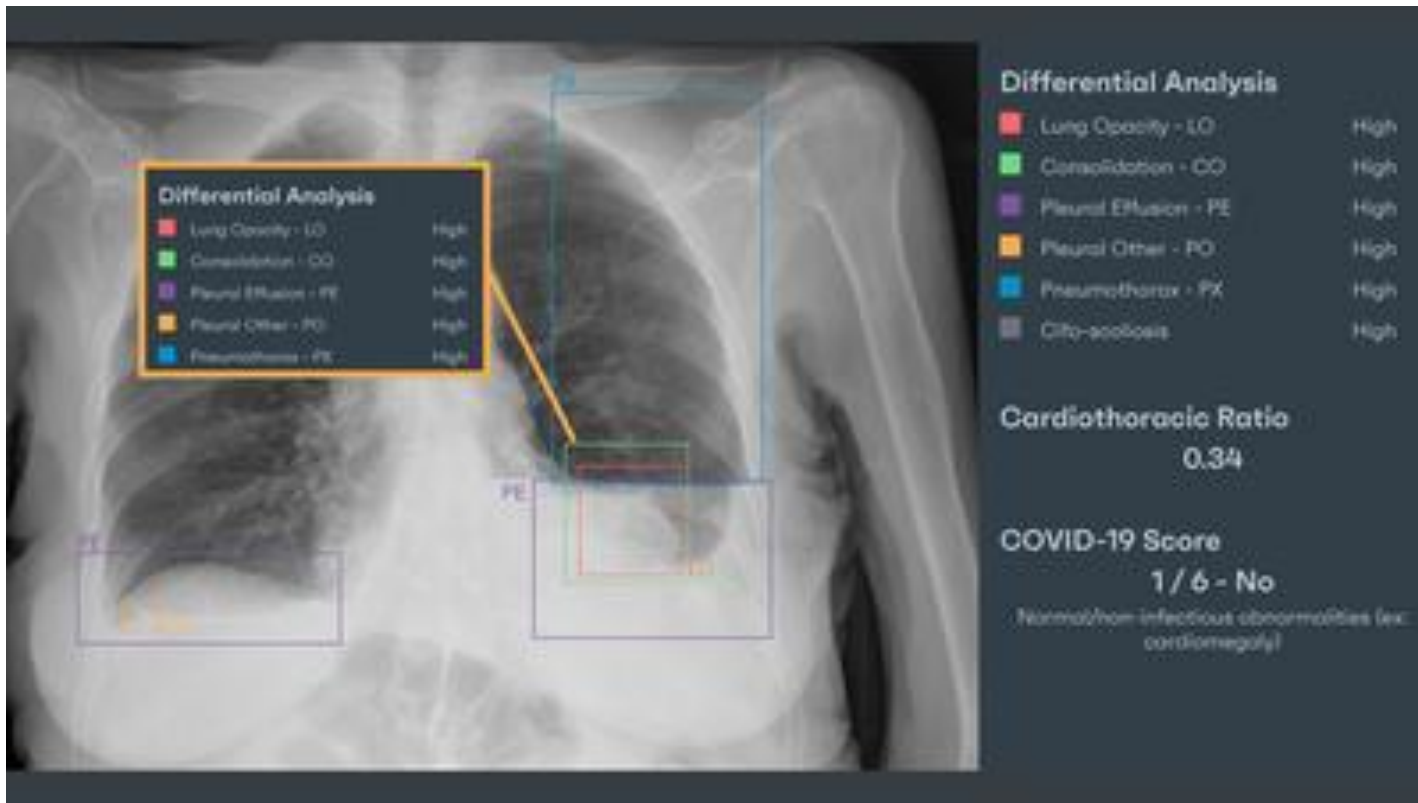 Differential Analysis
Lung Opacity - LO High
Consolidation - CO High
Pleural Effusion - PE High
Pleural Other - PO High
Pneumothorax - PX High
PE
PE
Differential Analysis
Lung Opacity - LO High
Consolidation - CO High
Pleural Effusion - PE High
Pleural Other - PO High
Pneumothorax - PX High
High
Cardiothoracic Ratio
0.34
COVID-19 Score
1 / 6 - No
Normal/non-infectious abnormalities (ex:
cardiomegaly)